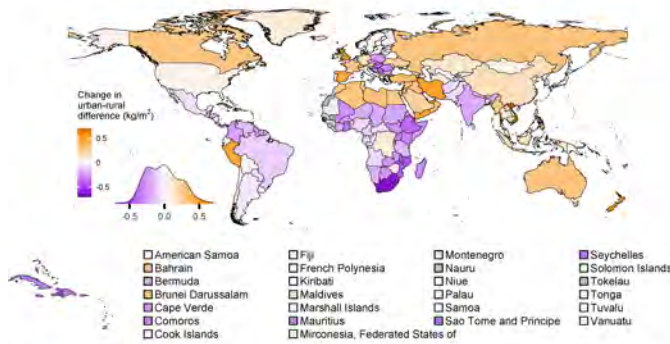 Change in
urban-rural
difference (kg/m²)
0.5
0.0
-0.5
-0.5 0.0 0.5
American Samoa Fiji Montenegro Seychelles
Bahrain French Polynesia Nauru Solomon Islands
Bermuda Kiribati Niue Tokelau
Brunei Darussalam Maldives Palau Tonga
Cape Verde Marshall Islands Samoa Tuvalu
Comoros Mauritius Sao Tome and Principe Vanuatu
Cook Islands Mirconesia, Federated States of